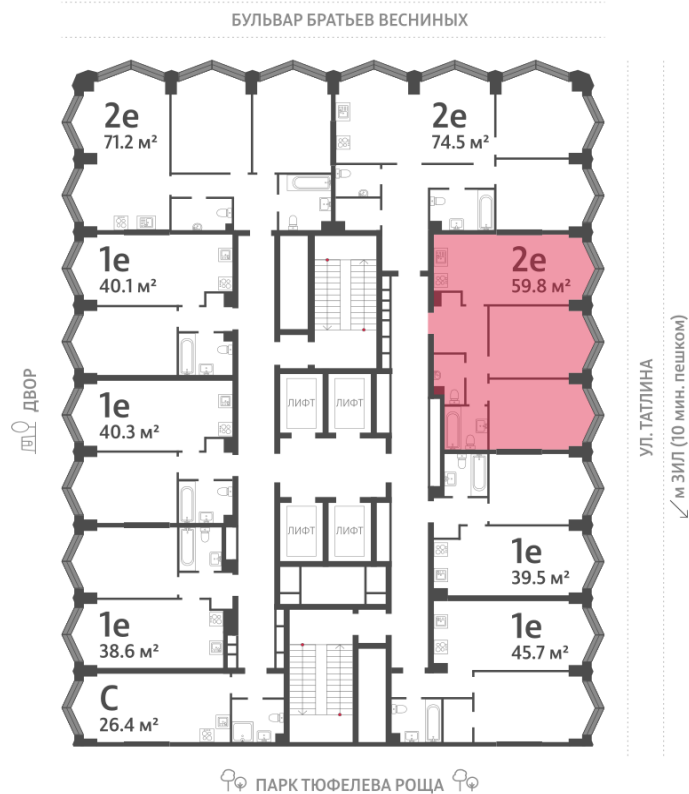 БУЛЬВАР БРАТЬЕВ ВЕСНИНЫХ
2е
71.2 м²
2е
74.5 м²
1е
40.1 м²
2е
59.8 м²
1е
40.3 м²
ЛИФТ
ЛИФТ
ЛИФТ
ЛИФТ
1е
39.5 м²
1е
38.6 м²
1е
45.7 м²
С
26.4 м²
ДВОР
УЛ. ТАТЛИНА
м ЗИЛ (10 мин. пешком)
ПАРК ТЮФЕЛЕВА РОЩА